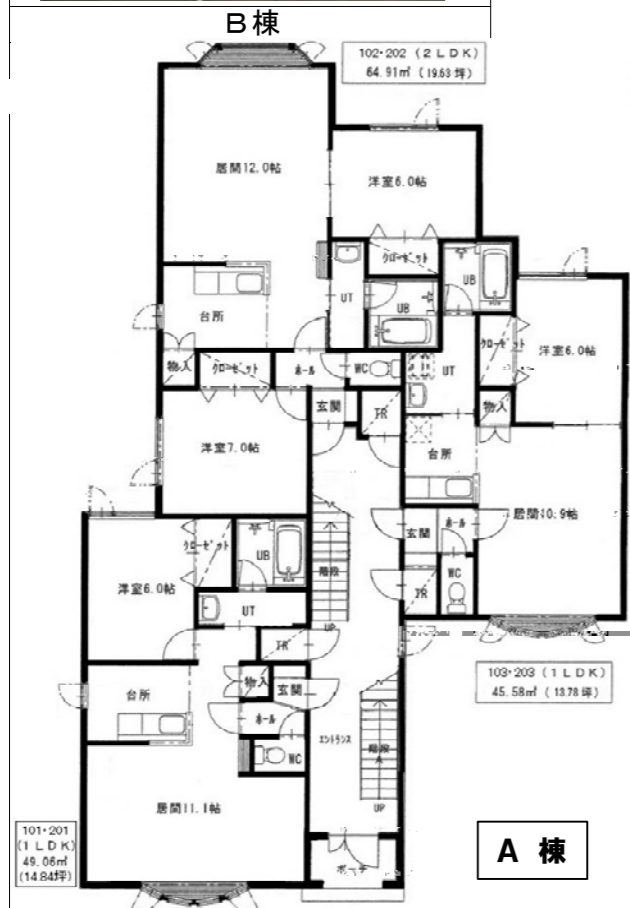 B棟
102・202 (2LDK)
64.91㎡ (19.63坪)
居間12.0帖
洋室6.0帖
クローゼット
UB
UT
UB
台所
クローゼット
洋室6.0帖
物入
クローゼット
ホール
WC
UT
玄関
TR
物入
洋室7.0帖
台所
居間10.9帖
クローゼット
UB
階段
玄関
ホール
洋室6.0帖
WC
UT
TR
UP
TR
103・203 (1LDK)
45.58㎡ (13.78坪)
台所
物入
玄関
ホール
エントランス
階段
A
WC
居間11.1帖
UP
101・201
(1LDK)
49.06㎡
(14.84坪)
ポーチ
A 棟